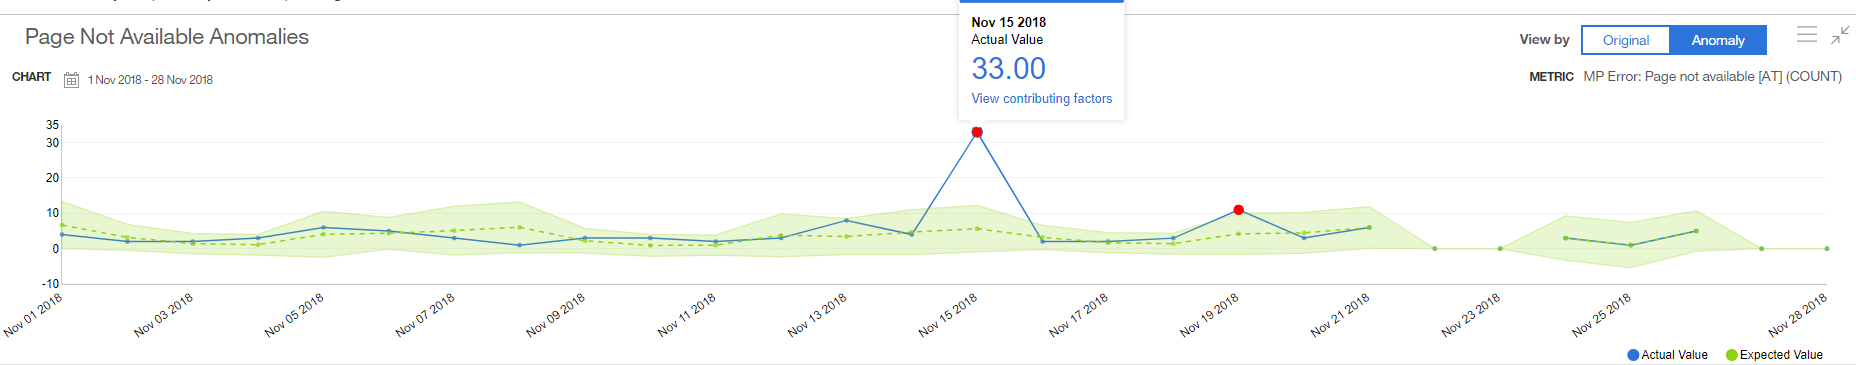 Page Not Available Anomalies
Nov 15 2018
Actual Value
33.00
View contributing factors
View by Original Anomaly
CHART 1 Nov 2018 - 28 Nov 2018
METRIC MP Error: Page not available [AT] (COUNT)
35
30
20
10
0
-10
Nov 01 2018
Nov 03 2018
Nov 05 2018
Nov 07 2018
Nov 09 2018
Nov 11 2018
Nov 13 2018
Nov 15 2018
Nov 17 2018
Nov 19 2018
Nov 21 2018
Nov 23 2018
Nov 25 2018
Nov 28 2018
Actual Value Expected Value